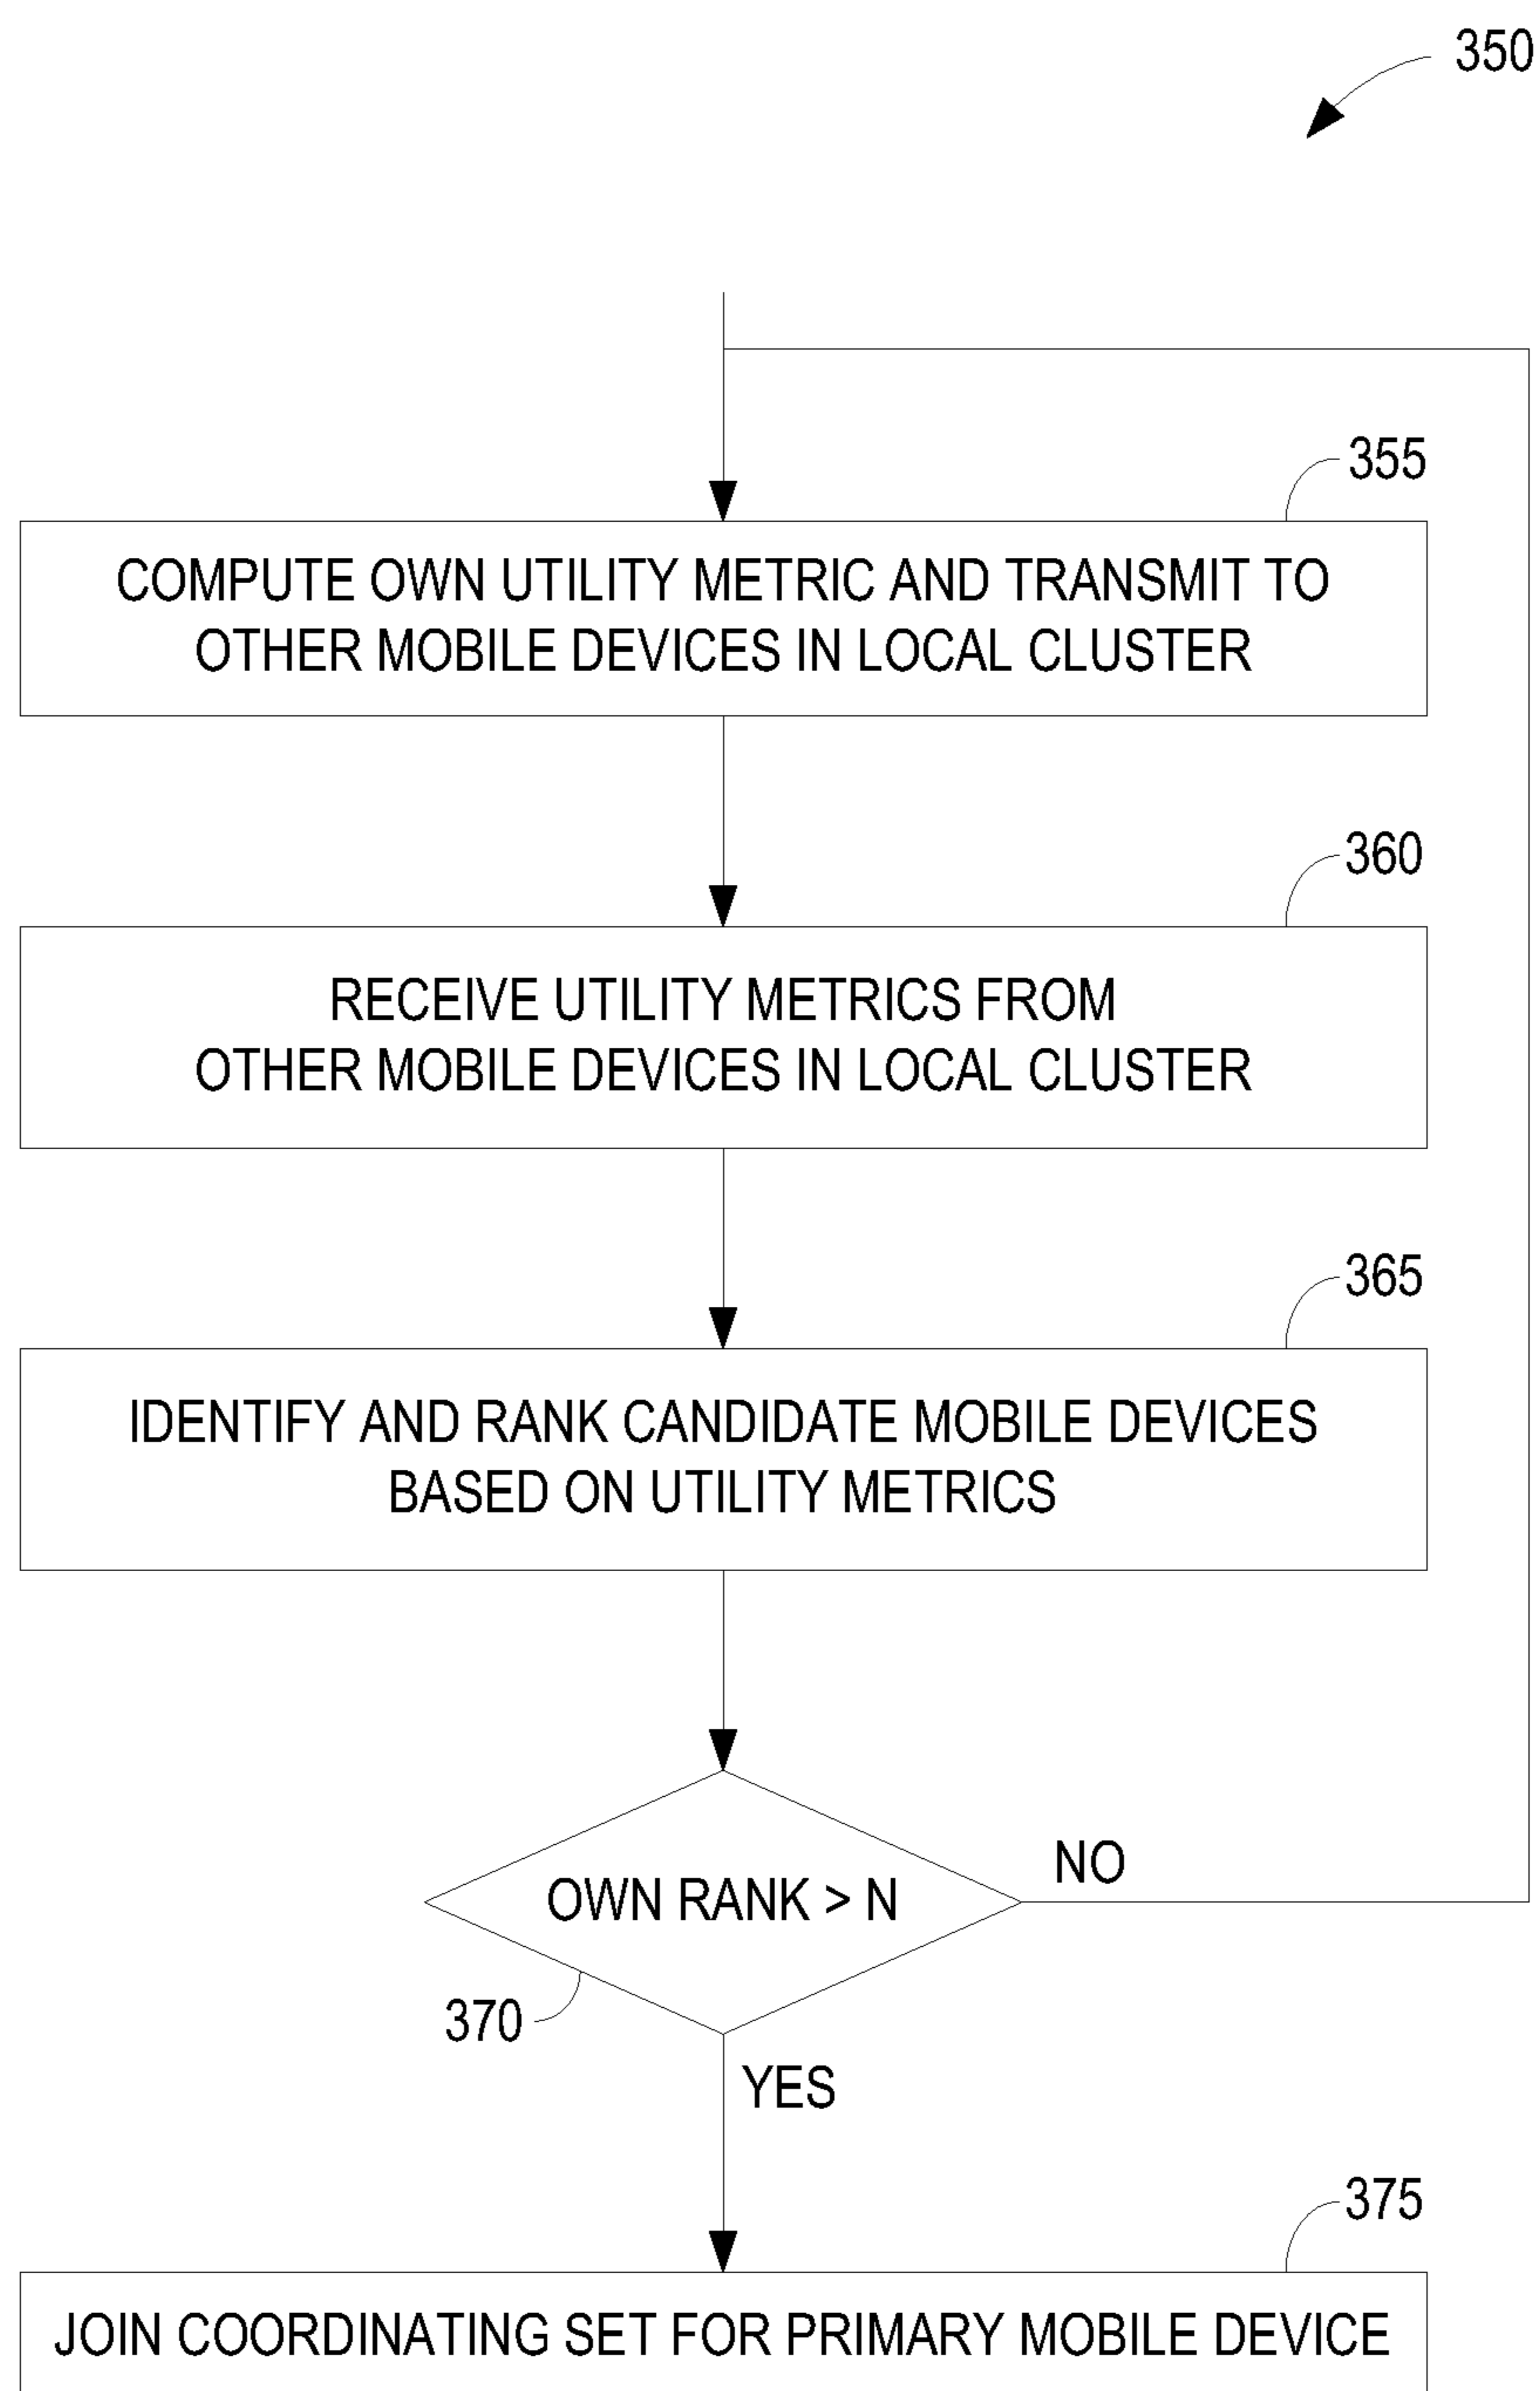 350
355
COMPUTE OWN UTILITY METRIC AND TRANSMIT TO
OTHER MOBILE DEVICES IN LOCAL CLUSTER
360
RECEIVE UTILITY METRICS FROM
OTHER MOBILE DEVICES IN LOCAL CLUSTER
365
IDENTIFY AND RANK CANDIDATE MOBILE DEVICES
BASED ON UTILITY METRICS
NO
OWN RANK > N
370
YES
375
JOIN COORDINATING SET FOR PRIMARY MOBILE DEVICE